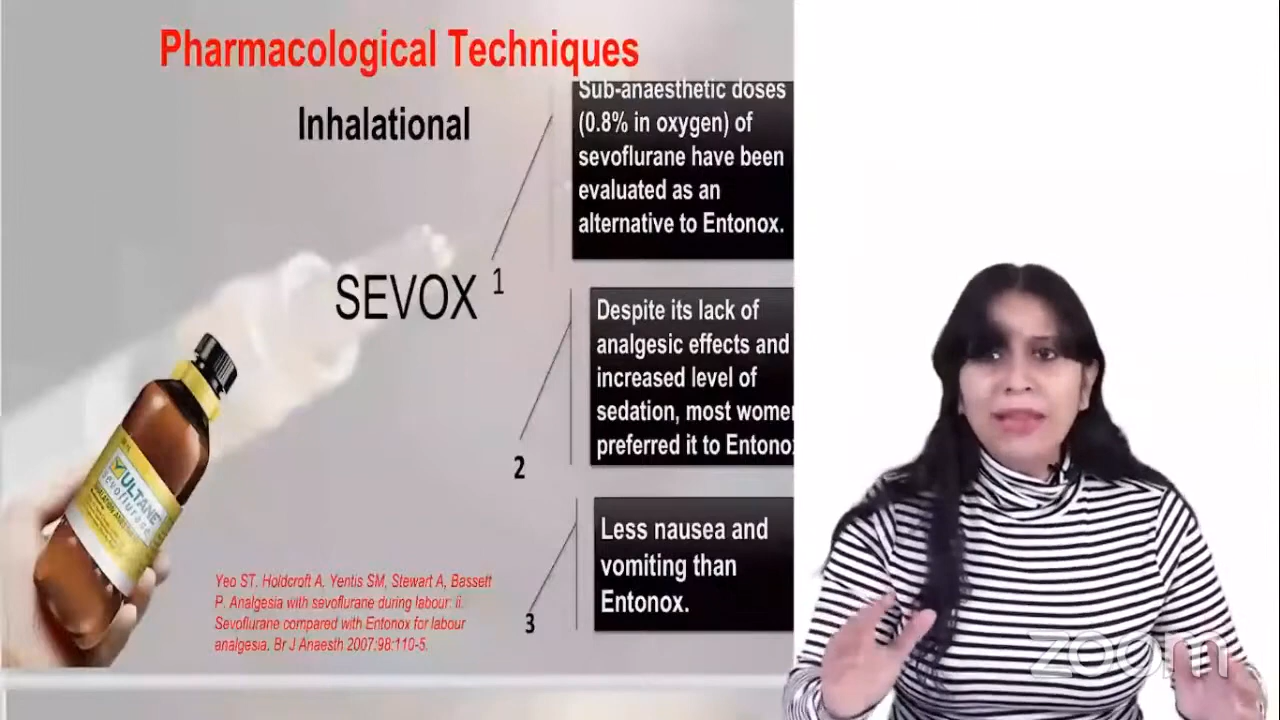 Pharmacological Techniques
Inhalational
Sub-anaesthetic doses
(0.8% in oxygen) of
sevoflurane have been
evaluated as an
alternative to Entonox.
SEVOX 1
Despite its lack of
analgesic effects and
increased level of
sedation, most women
preferred it to Entonox
2
Less nausea and
vomiting than
Entonox.
3
ULTANE
sevoflurane
Yeo ST, Holdcroft A, Yentis SM, Stewart A, Bassett
P. Analgesia with sevoflurane during labour: ii.
Sevoflurane compared with Entonox for labour
analgesia. Br J Anaesth 2007;98:110-5.
zoom